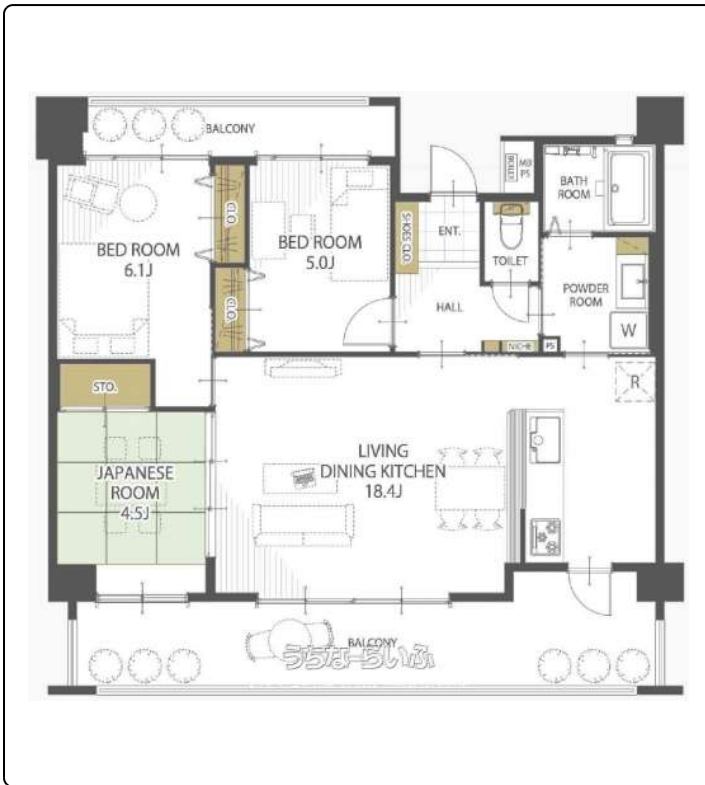 BALCONY
BOILER
MB
PS
BATH
ROOM
CLO.
BED ROOM
6.1J
BED ROOM
5.0J
SHOES CLO.
ENT.
TOILET
HALL
POWDER
ROOM
CLO.
W
NICHE
PS
STO.
R
JAPANESE
ROOM
4.5J
LIVING
DINING KITCHEN
18.4J
BALCONY
うちなーらいふ